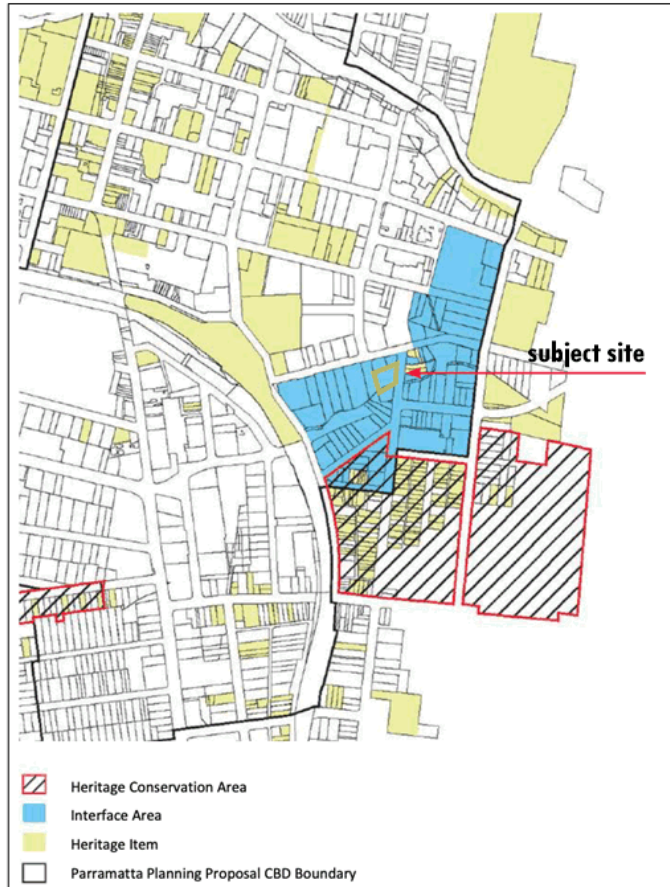 subject site
Heritage Conservation Area
Interface Area
Heritage Item
Parramatta Planning Proposal CBD Boundary